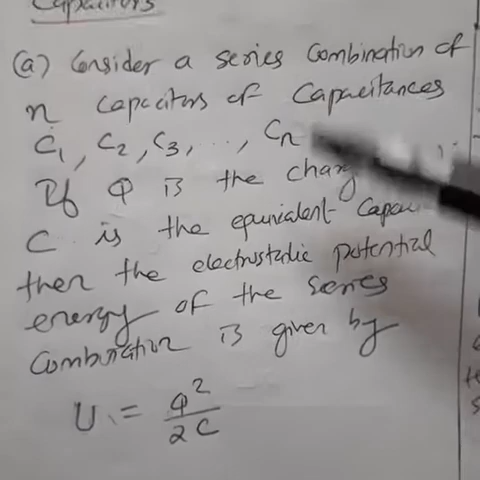 Capacitors
(a) Consider a series Combination of
n capacitors of Capacitances
C1, C2, C3, ..., Cn
If Q is the
C is the equivalent
then the electrostatic potential
energy of the series
Combination is given by
U = Q²/2C